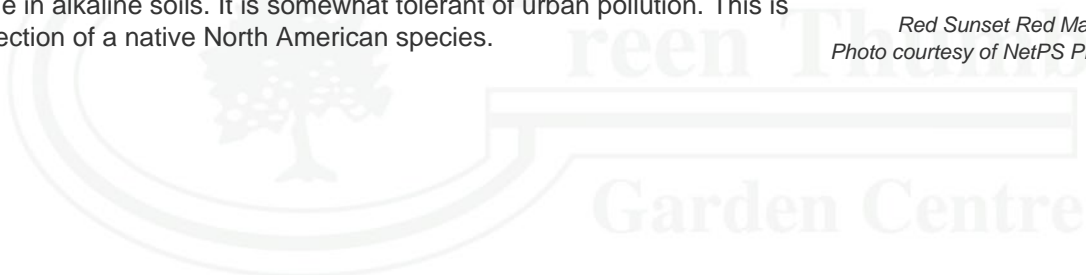 e in alkaline soils. It is somewhat tolerant of urban pollution. This is
ection of a native North American species.
Red Sunset Red Ma
Photo courtesy of NetPS P
reen Thumb
Garden Centre